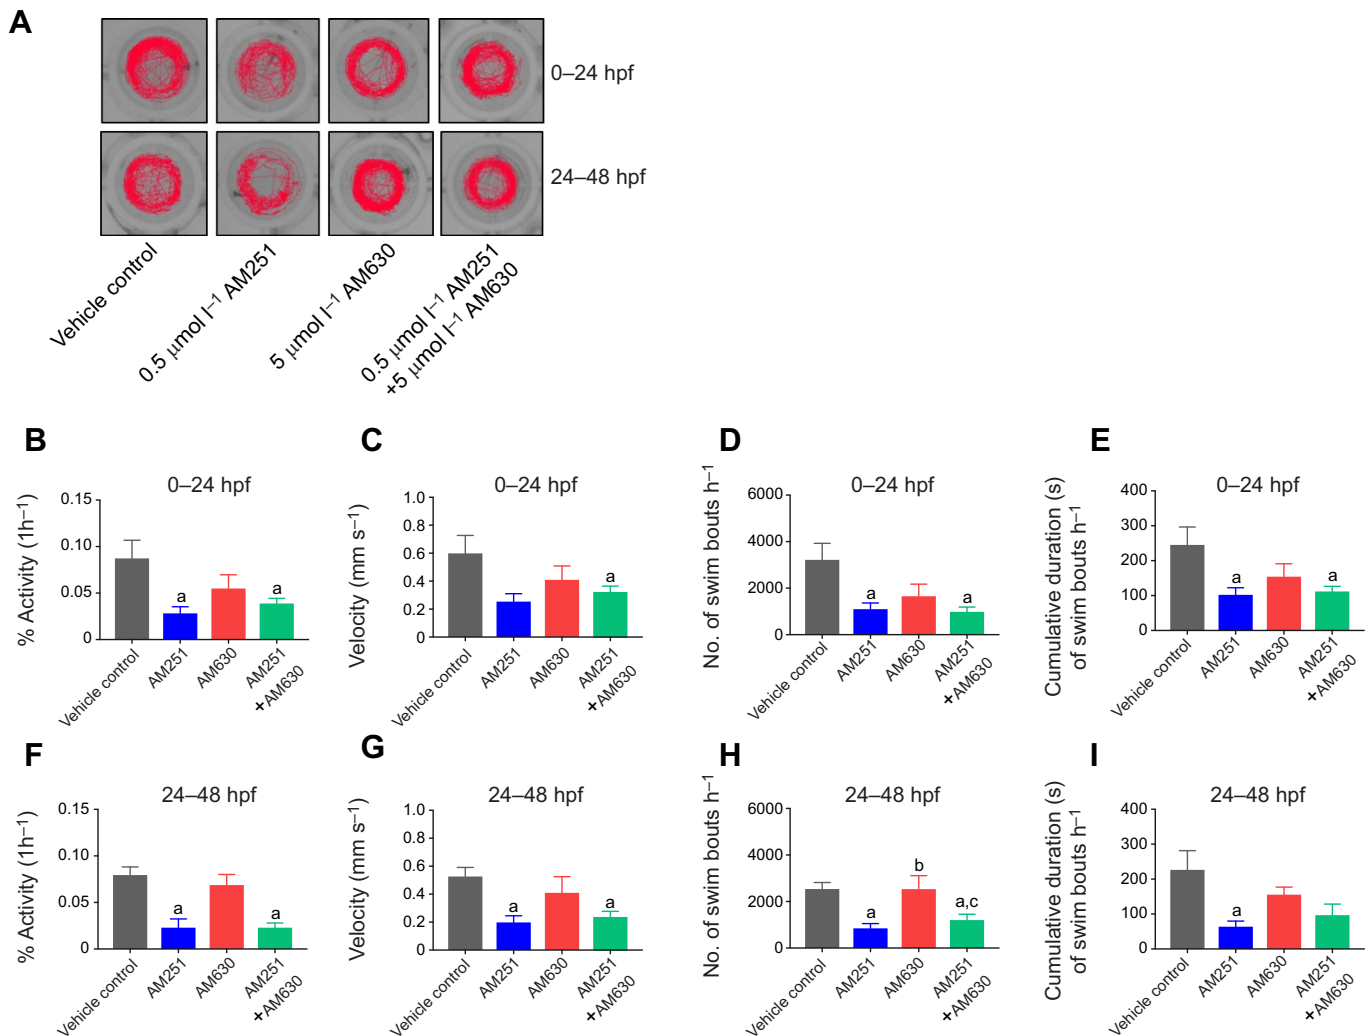 A
0–24 hpf
24–48 hpf
Vehicle control
0.5 μmol l⁻¹ AM251
5 μmol l⁻¹ AM630
0.5 μmol l⁻¹ AM251
+5 μmol l⁻¹ AM630
B
0–24 hpf
% Activity (1h⁻¹)
0.15
0.10
0.05
0
a
a
Vehicle control
AM251
AM630
AM251
+AM630
C
0–24 hpf
Velocity (mm s⁻¹)
1.0
0.8
0.6
0.4
0.2
0
a
Vehicle control
AM251
AM630
AM251
+AM630
D
0–24 hpf
No. of swim bouts h⁻¹
6000
4000
2000
0
a
a
Vehicle control
AM251
AM630
AM251
+AM630
E
0–24 hpf
Cumulative duration (s)
of swim bouts h⁻¹
400
300
200
100
0
a
a
Vehicle control
AM251
AM630
AM251
+AM630
F
24–48 hpf
% Activity (1h⁻¹)
0.15
0.10
0.05
0
a
a
Vehicle control
AM251
AM630
AM251
+AM630
G
24–48 hpf
Velocity (mm s⁻¹)
1.0
0.8
0.6
0.4
0.2
0
a
a
Vehicle control
AM251
AM630
AM251
+AM630
H
24–48 hpf
No. of swim bouts h⁻¹
6000
4000
2000
0
a
b
a,c
Vehicle control
AM251
AM630
AM251
+AM630
I
24–48 hpf
Cumulative duration (s)
of swim bouts h⁻¹
400
300
200
100
0
a
Vehicle control
AM251
AM630
AM251
+AM630